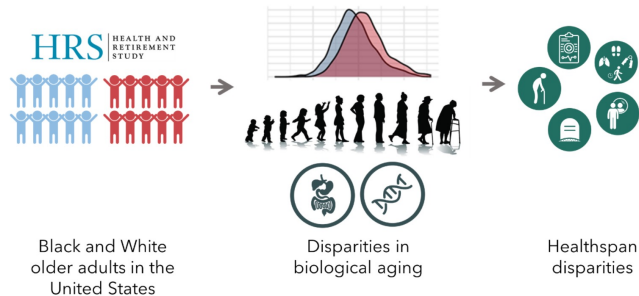 HRS
HEALTH AND
RETIREMENT
STUDY
Black and White
older adults in the
United States
Disparities in
biological aging
Healthspan
disparities